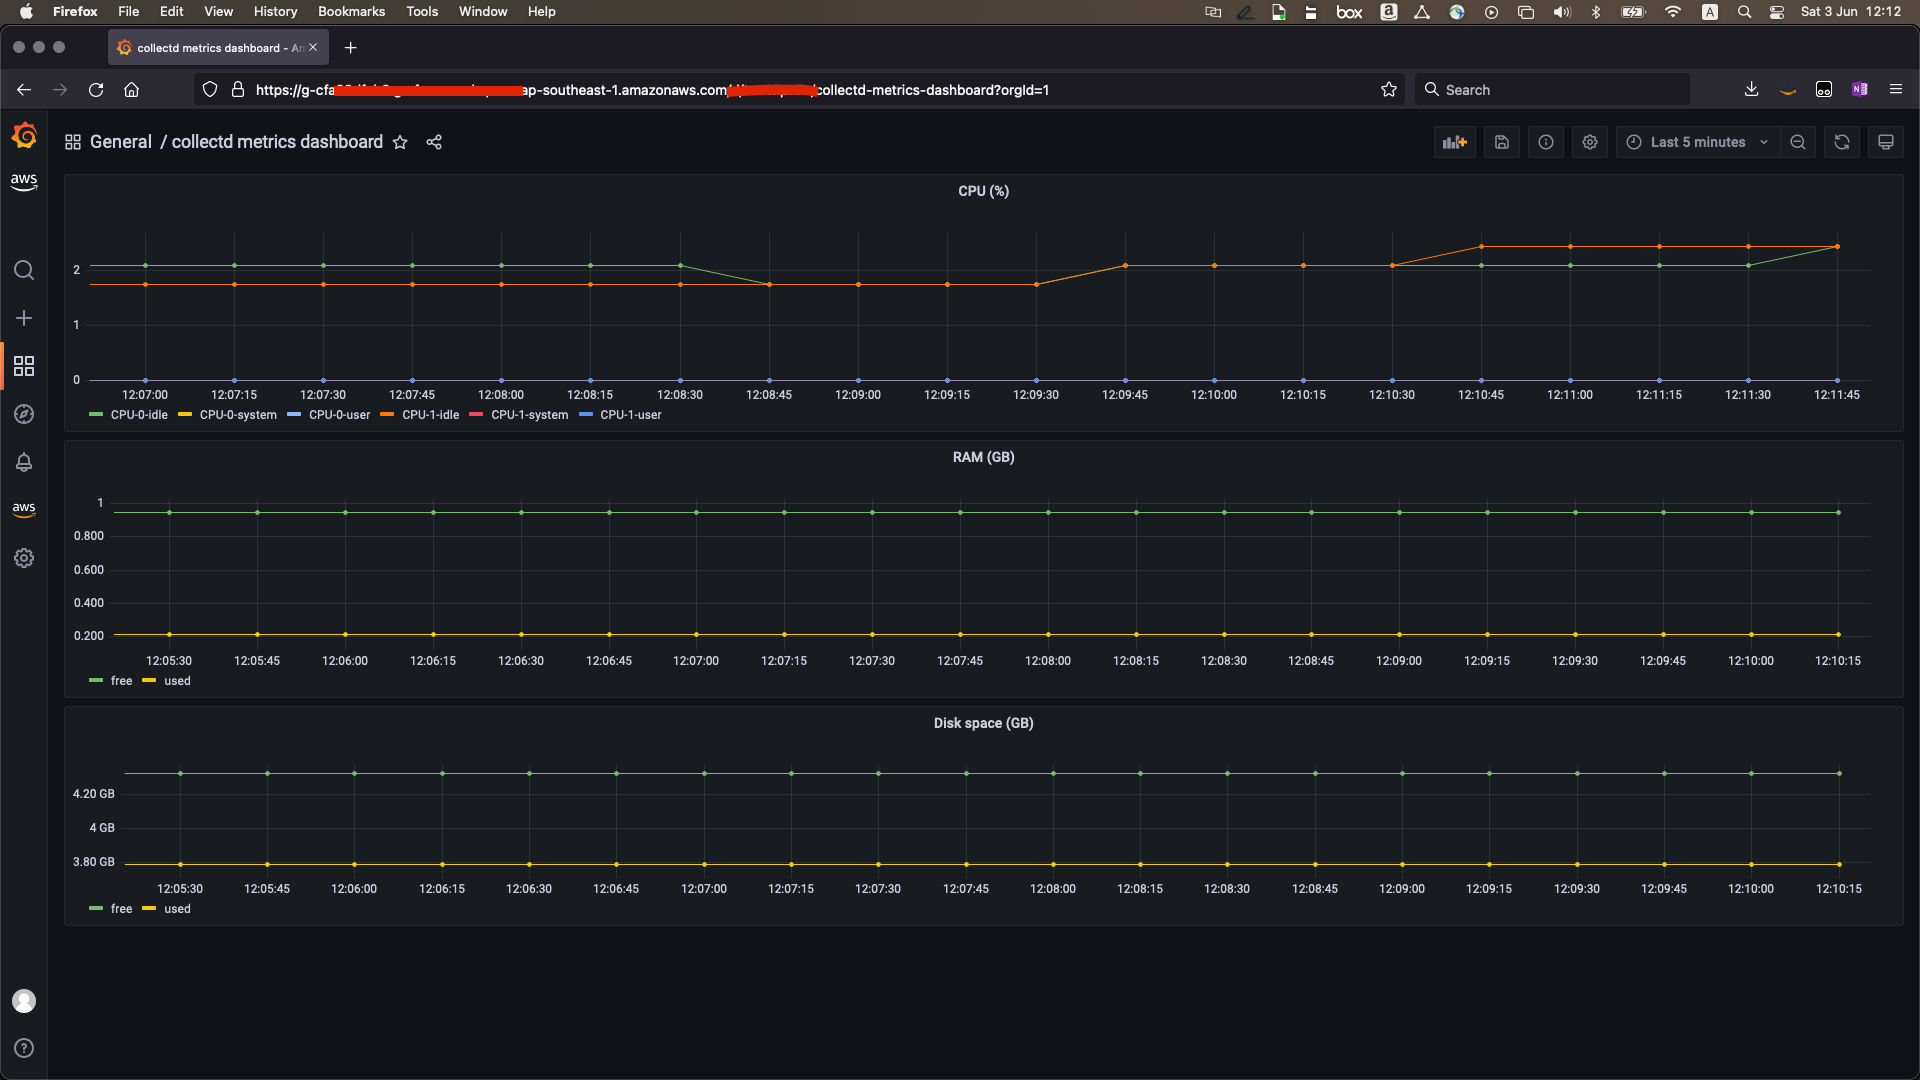 Firefox File Edit View History Bookmarks Tools Window Help box a A Sat 3 Jun 12:12
collectd metrics dashboard - Am
https://g-cfa ap-southeast-1.amazonaws.com collectd-metrics-dashboard?orgId=1 Search N
General / collectd metrics dashboard Last 5 minutes
aws
aws
CPU (%)
2
1
0
12:07:00 12:07:15 12:07:30 12:07:45 12:08:00 12:08:15 12:08:30 12:08:45 12:09:00 12:09:15 12:09:30 12:09:45 12:10:00 12:10:15 12:10:30 12:10:45 12:11:00 12:11:15 12:11:30 12:11:45
CPU-0-idle CPU-0-system CPU-0-user CPU-1-idle CPU-1-system CPU-1-user
RAM (GB)
1
0.800
0.600
0.400
0.200
12:05:30 12:05:45 12:06:00 12:06:15 12:06:30 12:06:45 12:07:00 12:07:15 12:07:30 12:07:45 12:08:00 12:08:15 12:08:30 12:08:45 12:09:00 12:09:15 12:09:30 12:09:45 12:10:00 12:10:15
free used
Disk space (GB)
4.20 GB
4 GB
3.80 GB
12:05:30 12:05:45 12:06:00 12:06:15 12:06:30 12:06:45 12:07:00 12:07:15 12:07:30 12:07:45 12:08:00 12:08:15 12:08:30 12:08:45 12:09:00 12:09:15 12:09:30 12:09:45 12:10:00 12:10:15
free used